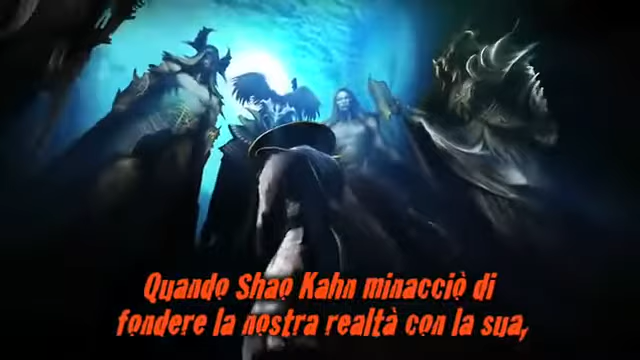 Quando Shao Kahn minacciò di
fondere la nostra realtà con la sua,